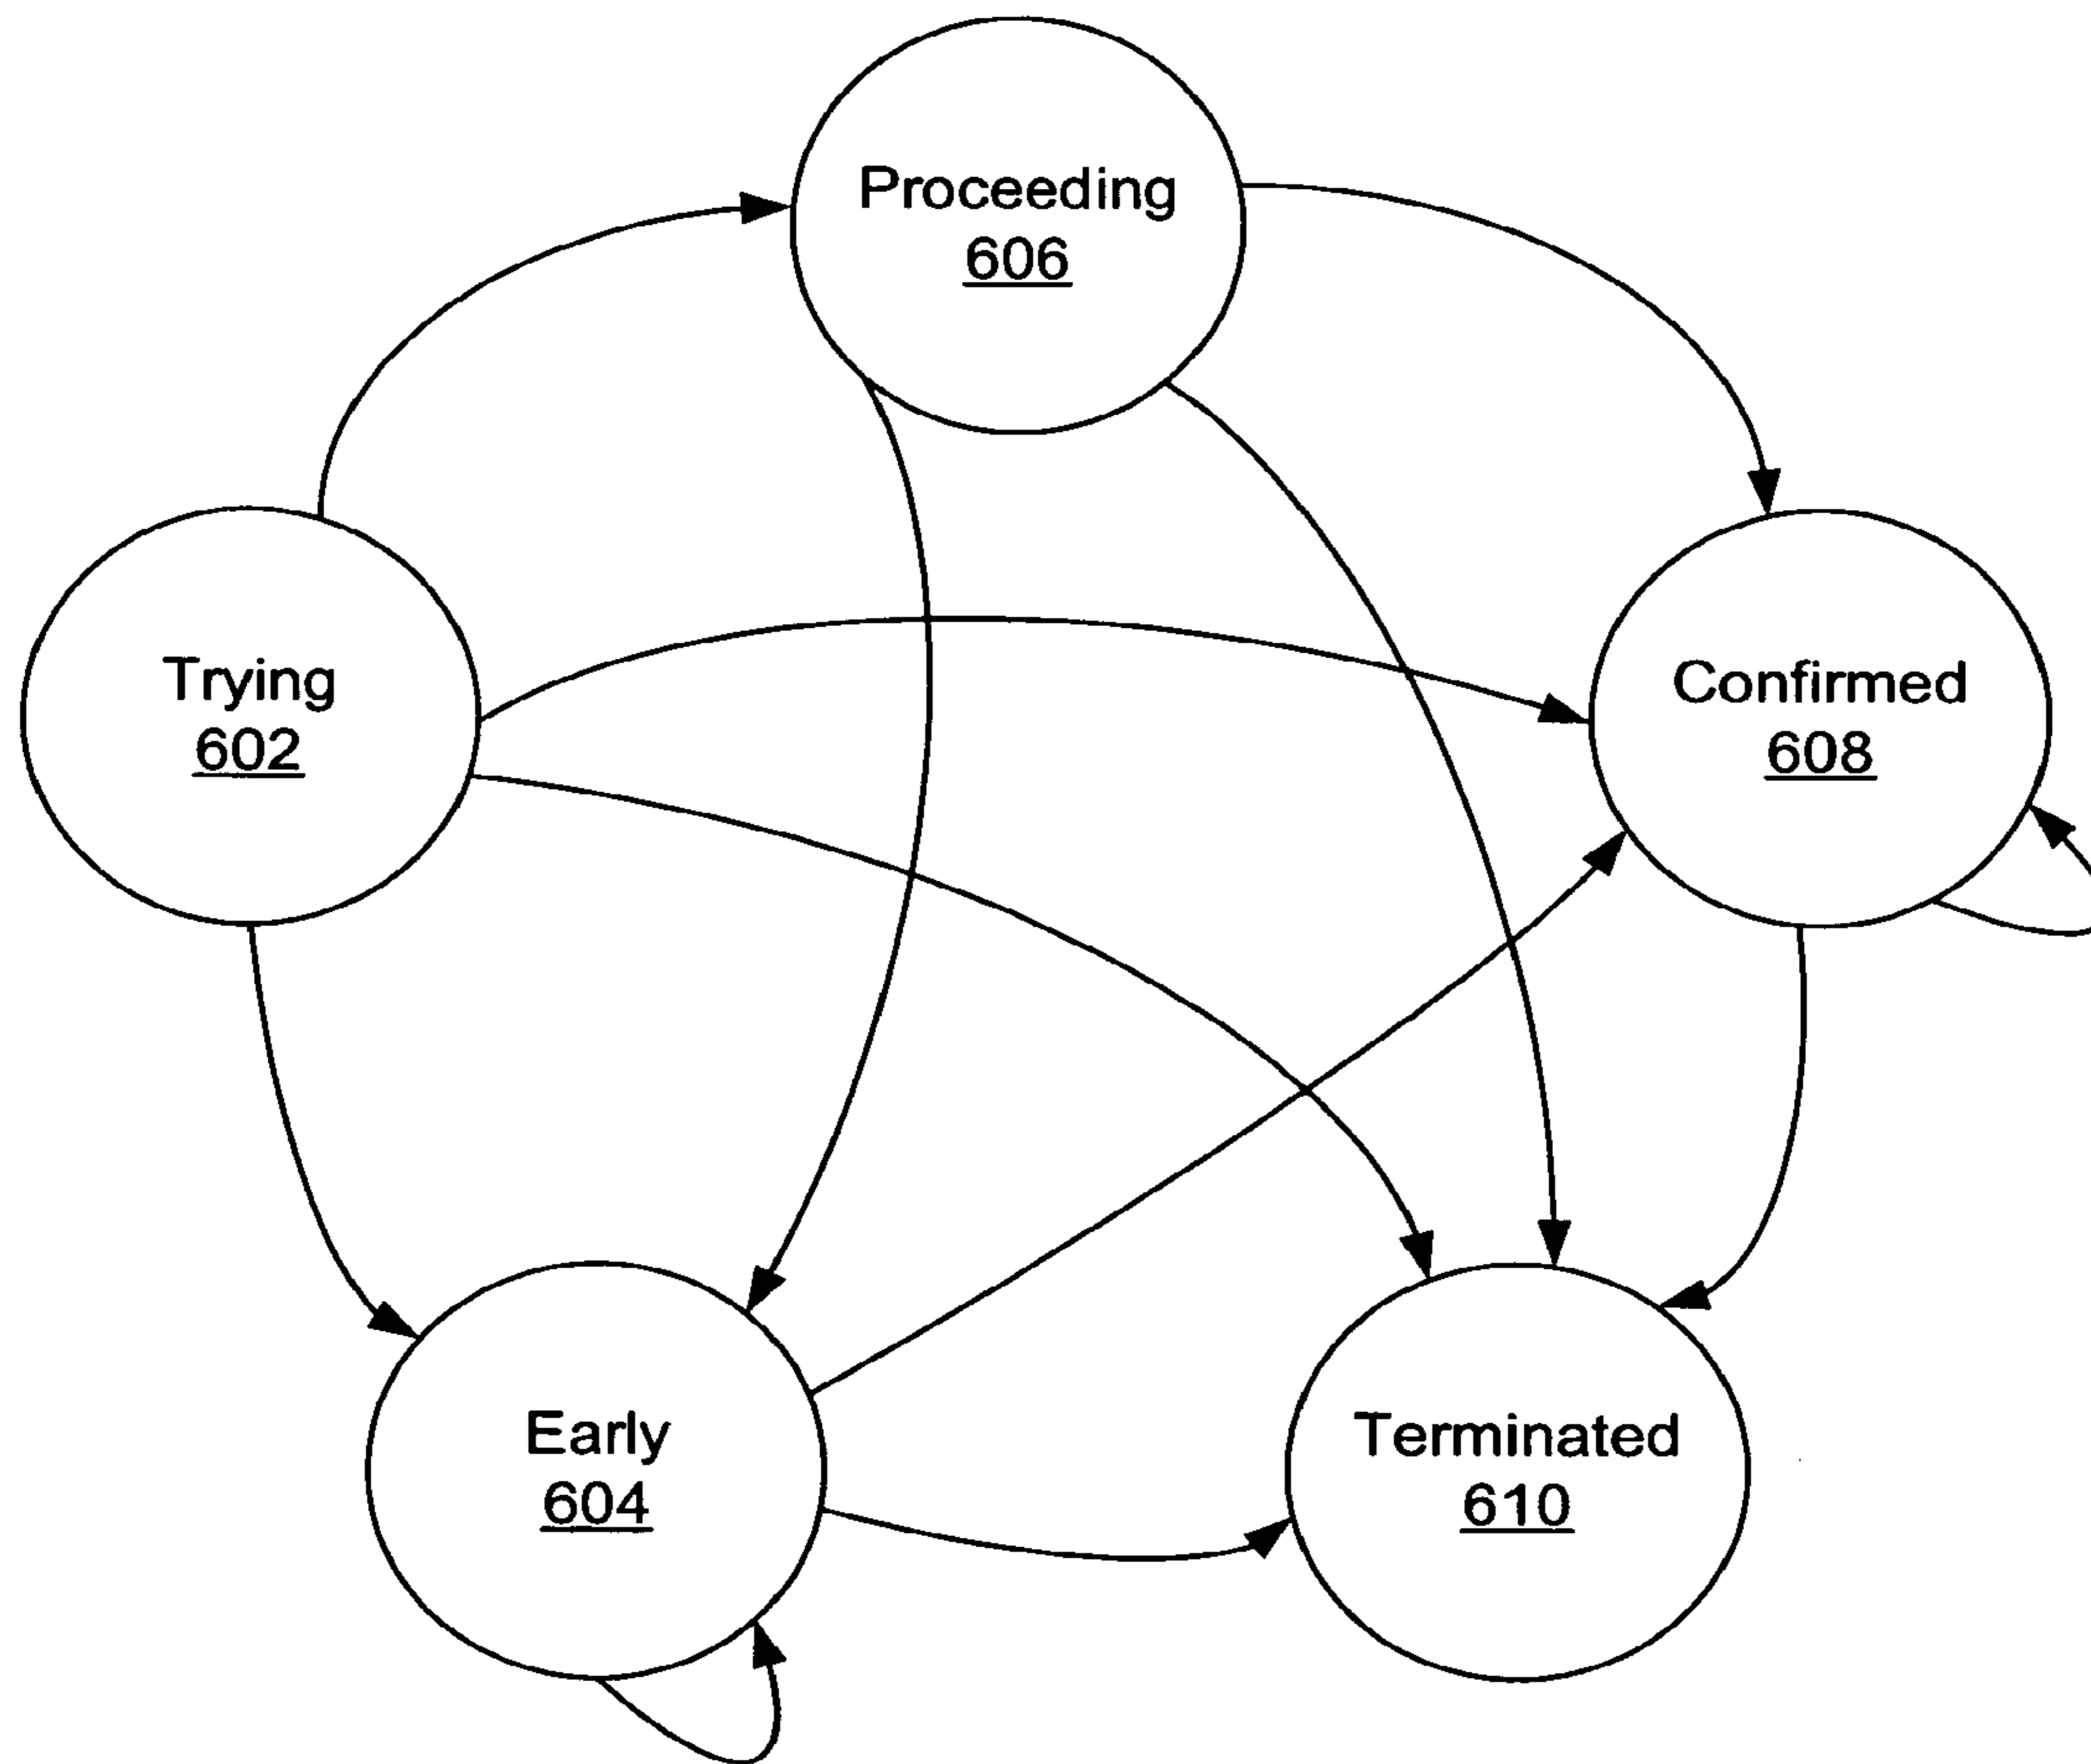 Proceeding
606
Trying
602
Confirmed
608
Early
604
Terminated
610